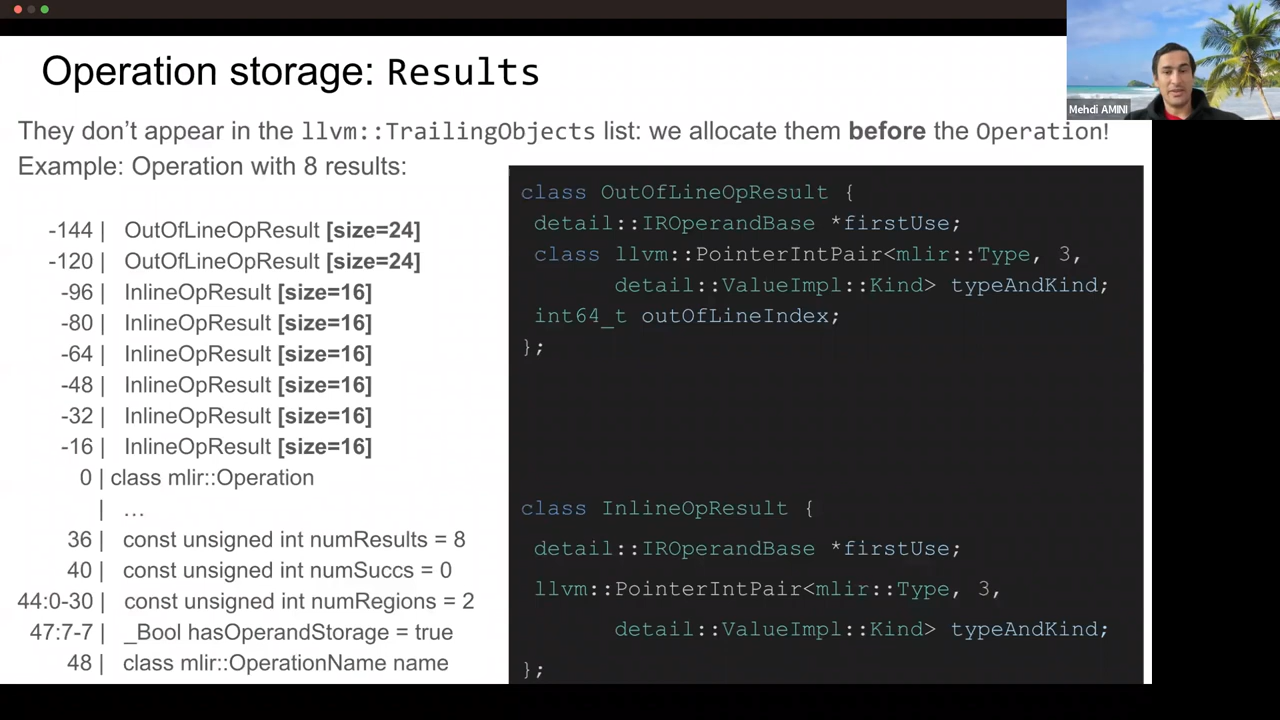 Operation storage: Results
Mehdi AMINI
They don't appear in the llvm::TrailingObjects list: we allocate them before the Operation!
Example: Operation with 8 results:
-144 | OutOfLineOpResult [size=24]
-120 | OutOfLineOpResult [size=24]
-96 | InlineOpResult [size=16]
-80 | InlineOpResult [size=16]
-64 | InlineOpResult [size=16]
-48 | InlineOpResult [size=16]
-32 | InlineOpResult [size=16]
-16 | InlineOpResult [size=16]
0 | class mlir::Operation
| …
36 | const unsigned int numResults = 8
40 | const unsigned int numSuccs = 0
44:0-30 | const unsigned int numRegions = 2
47:7-7 | _Bool hasOperandStorage = true
48 | class mlir::OperationName name
class OutOfLineOpResult {
detail::IROperandBase *firstUse;
class llvm::PointerIntPair<mlir::Type, 3,
detail::ValueImpl::Kind> typeAndKind;
int64_t outOfLineIndex;
};
class InlineOpResult {
detail::IROperandBase *firstUse;
llvm::PointerIntPair<mlir::Type, 3,
detail::ValueImpl::Kind> typeAndKind;
};